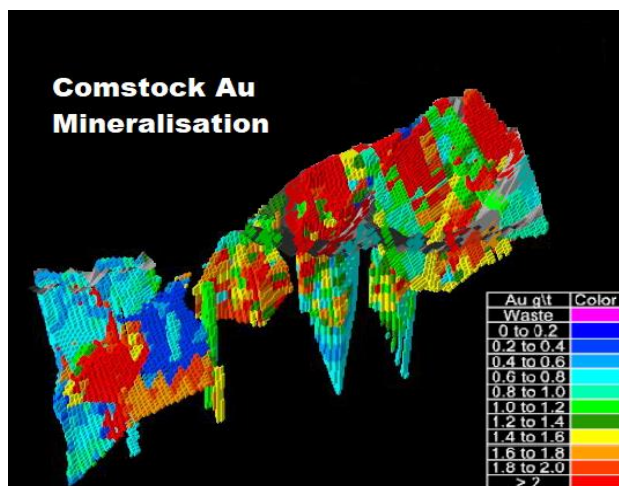 Comstock Au
Mineralisation
Au g\t Color
Waste
0 to 0.2
0.2 to 0.4
0.4 to 0.6
0.6 to 0.8
0.8 to 1.0
1.0 to 1.2
1.2 to 1.4
1.4 to 1.6
1.6 to 1.8
1.8 to 2.0
> 2